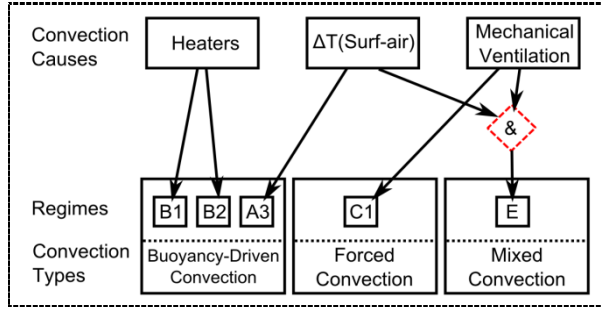 Convection
Causes
Heaters
ΔT(Surf-air)
Mechanical
Ventilation
&
Regimes
B1
B2
A3
C1
E
Convection
Types
Buoyancy-Driven
Convection
Forced
Convection
Mixed
Convection